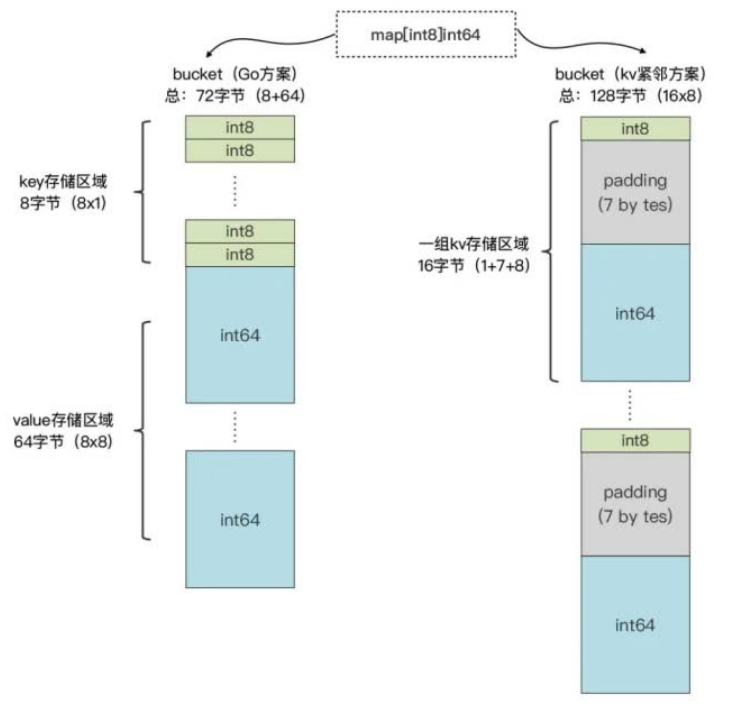 map[int8]int64
bucket（Go方案）
总：72字节（8+64）
int8
int8
key存储区域
8字节（8x1）
int8
int8
int64
value存储区域
64字节（8x8）
int64
bucket（kv紧邻方案）
总：128字节（16x8）
int8
padding
(7 by tes)
一组kv存储区域
16字节（1+7+8）
int64
int8
padding
(7 by tes)
int64